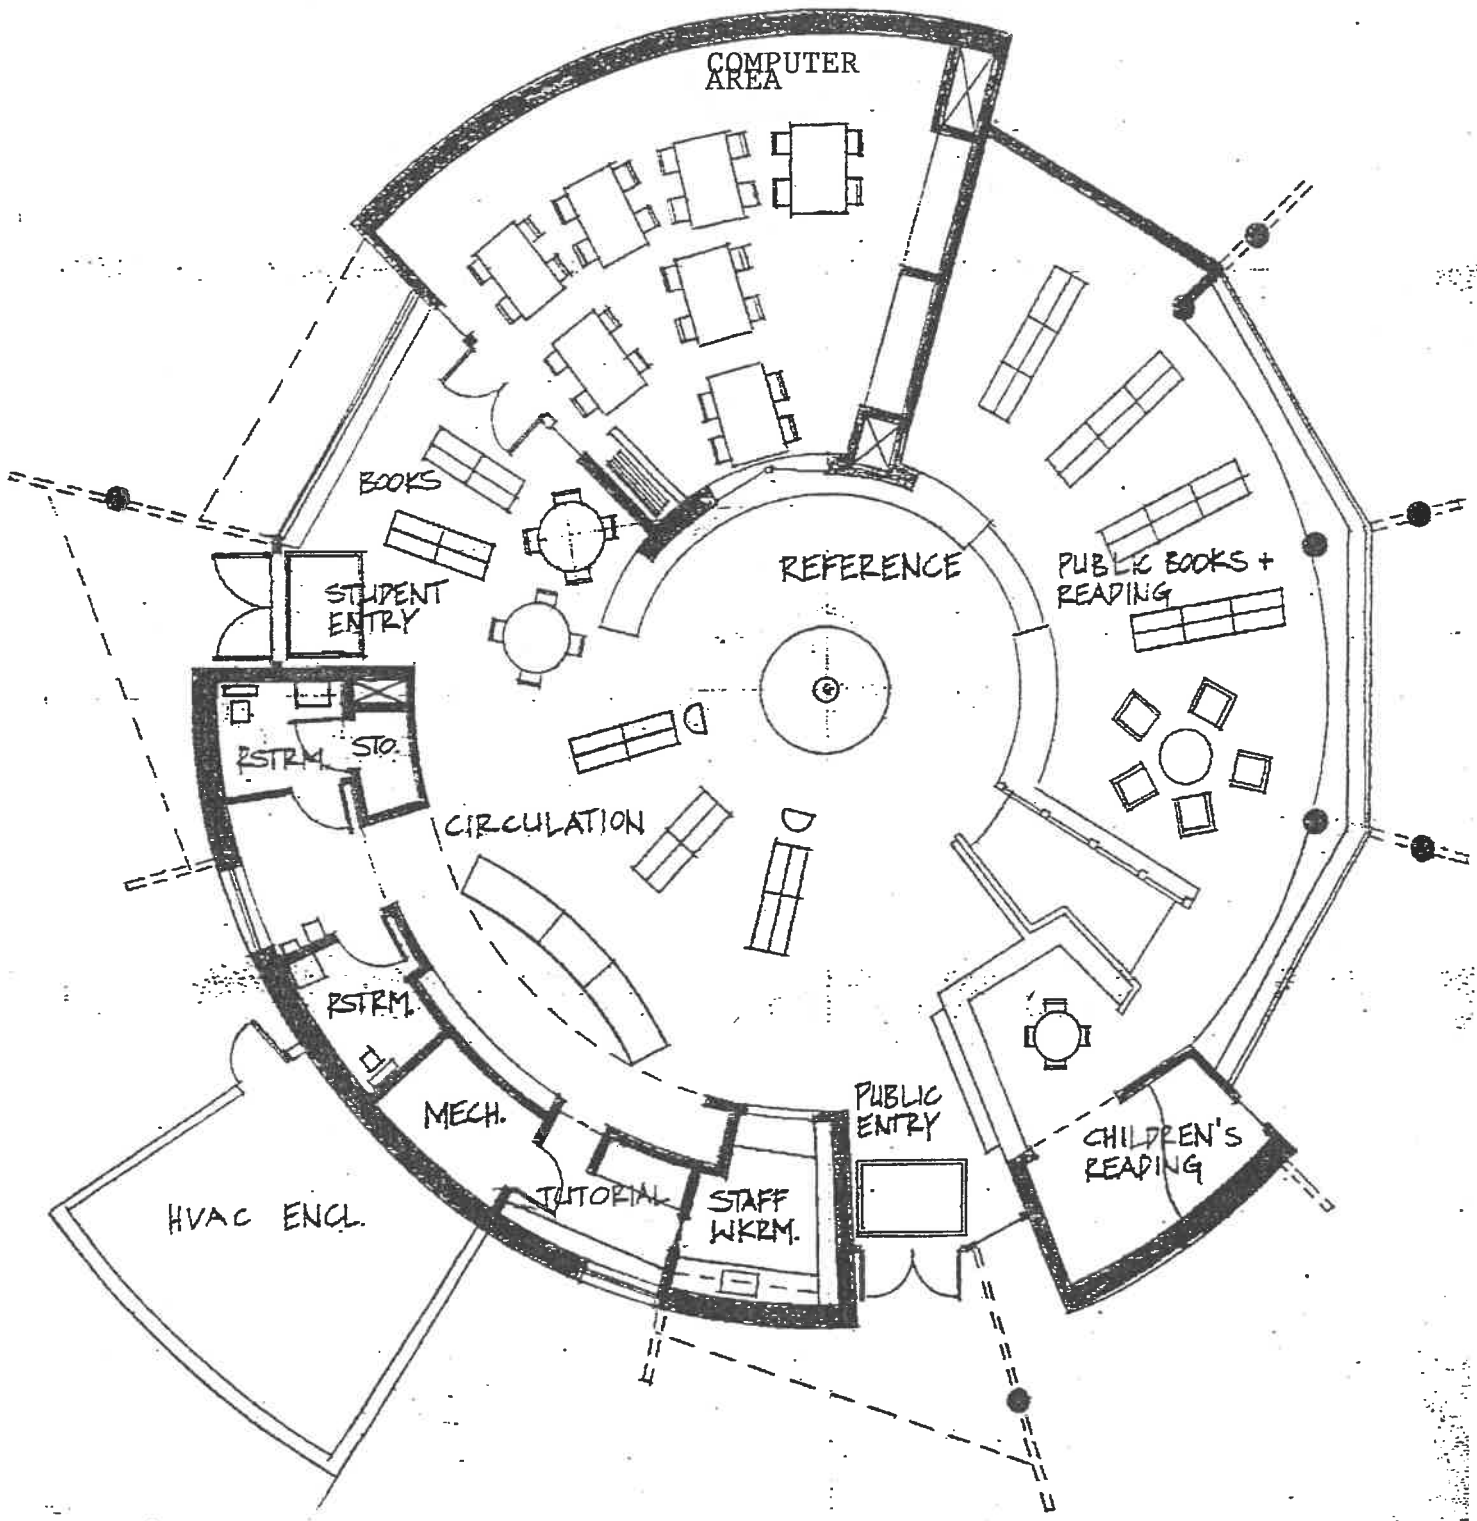 COMPUTER
AREA
BOOKS
REFERENCE
PUBLIC BOOKS +
READING
STUDENT
ENTRY
RSTRM.
STO.
CIRCULATION
RSTRM.
MECH.
PUBLIC
ENTRY
CHILDREN'S
READING
TUTORIAL
STAFF
WKRM.
HVAC ENCL.